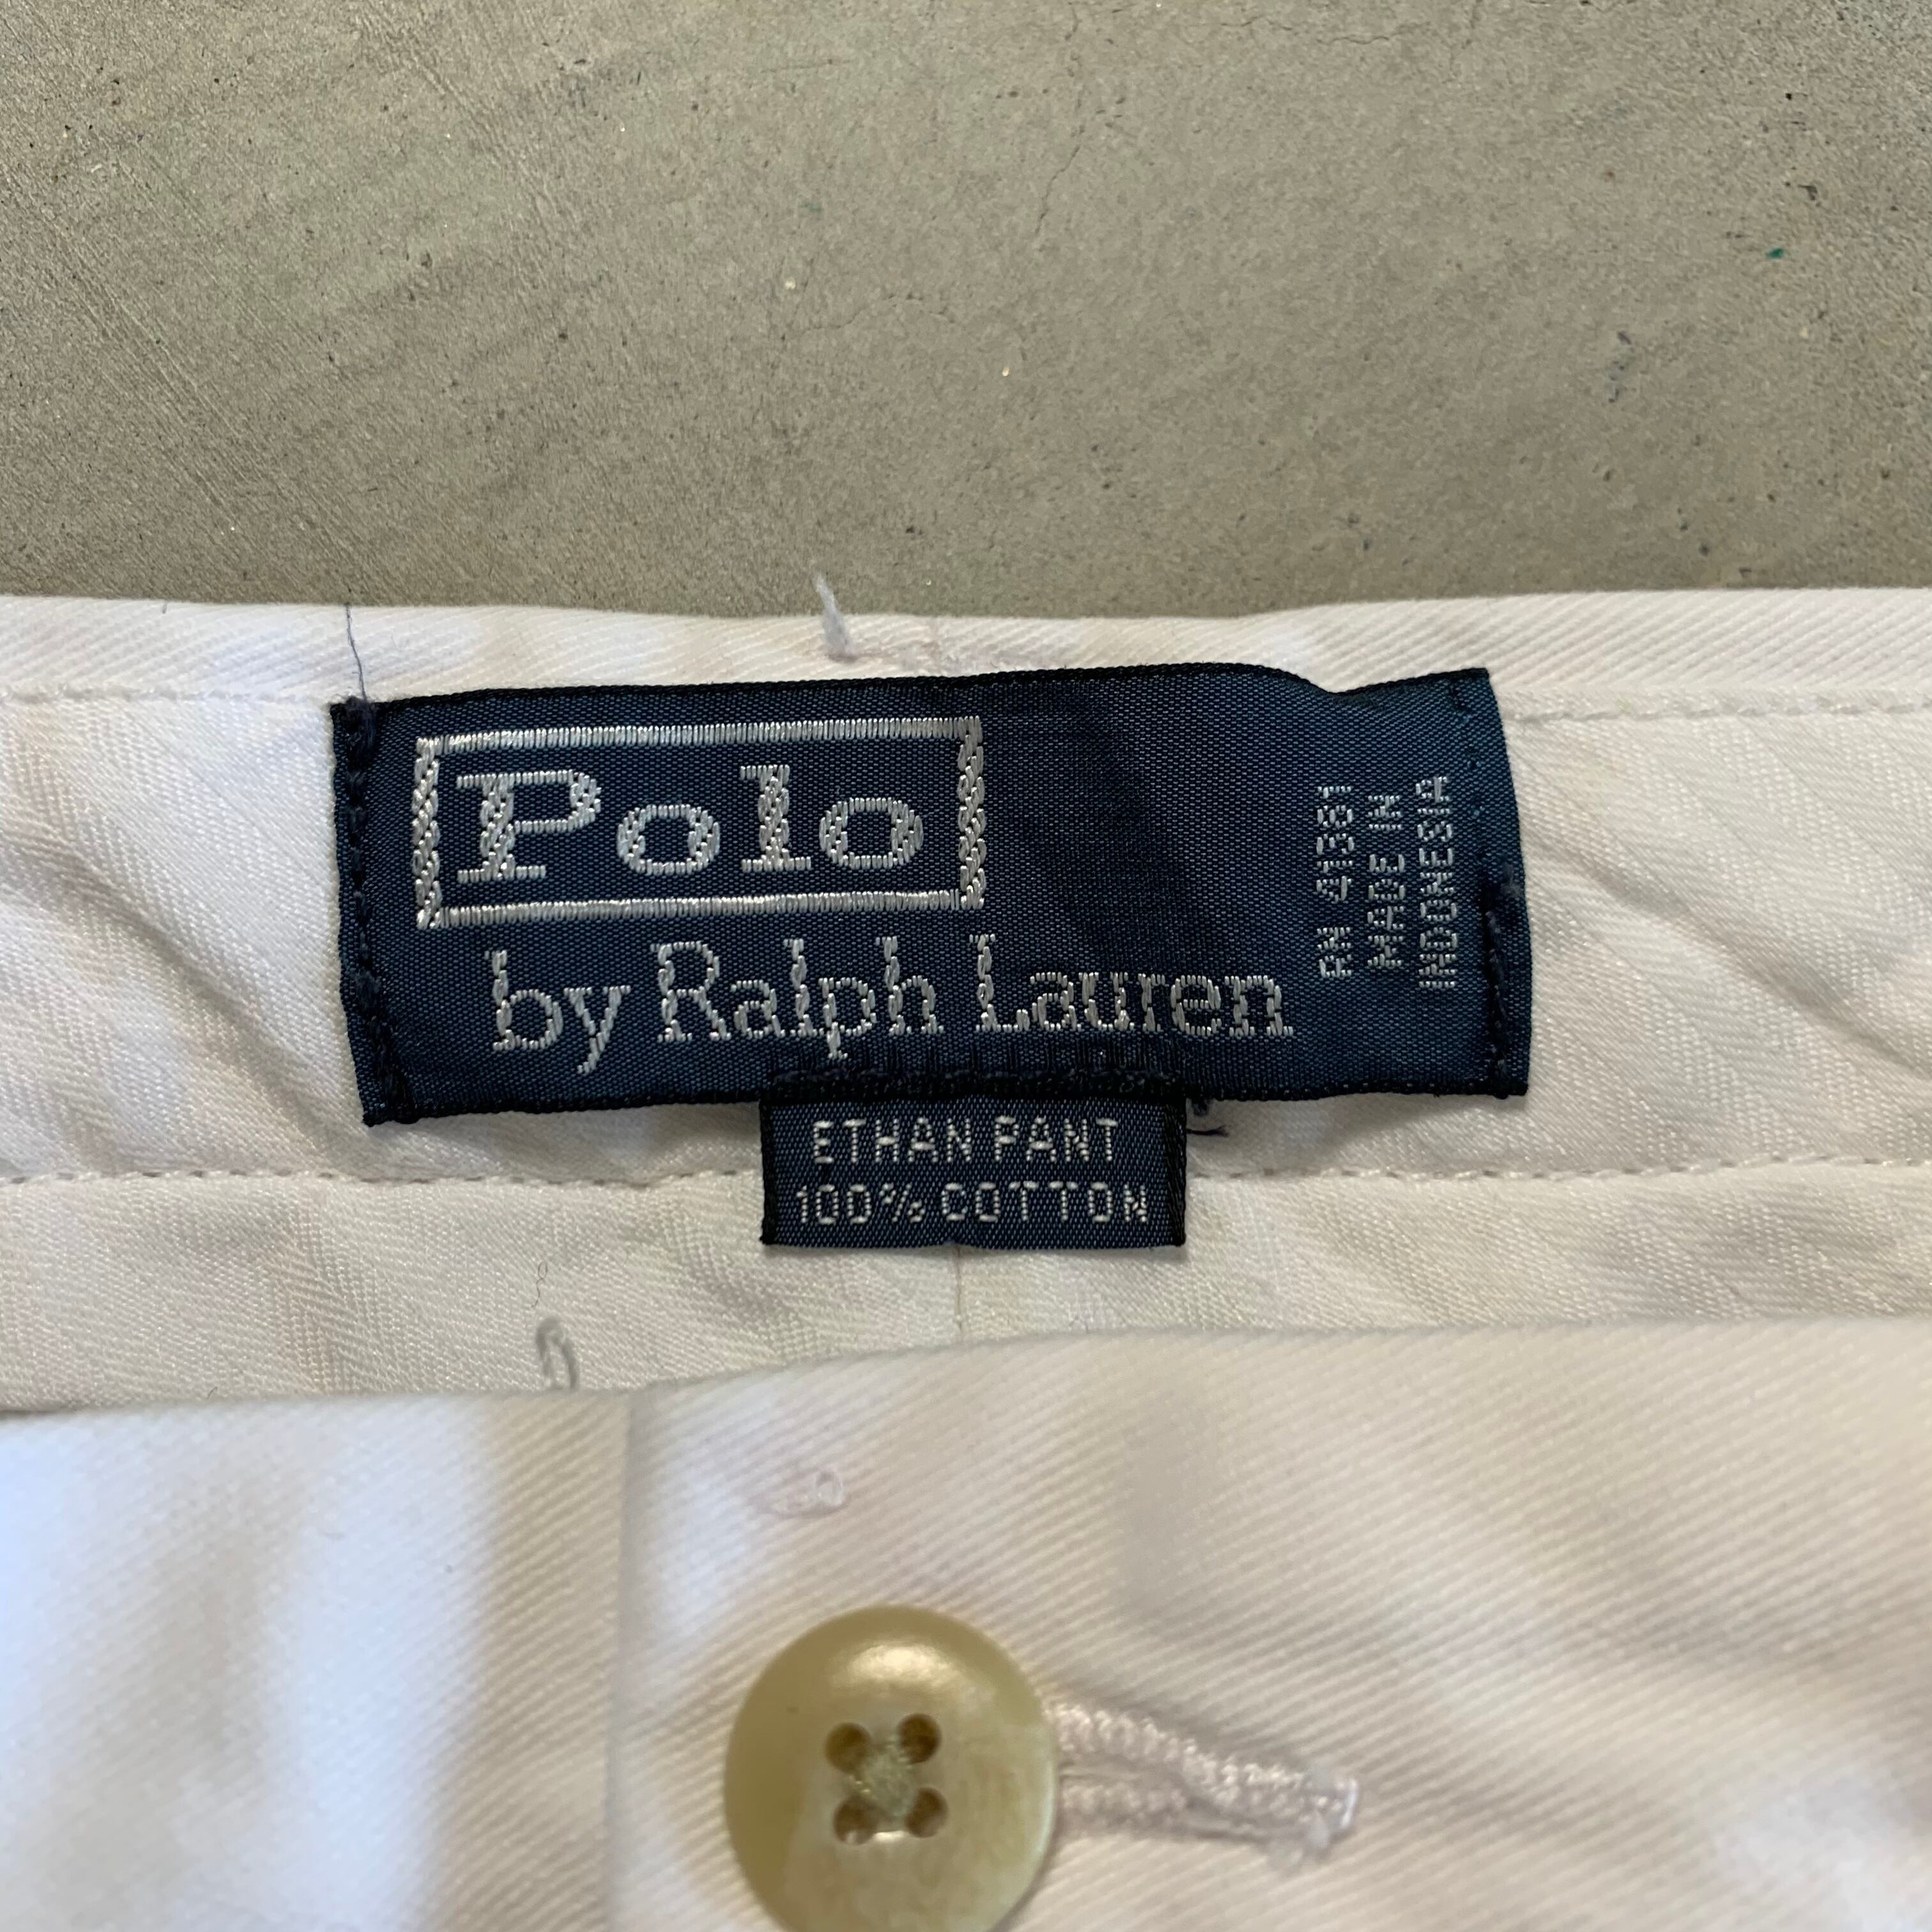 Polo
by Ralph Lauren
RN 41381
MADE IN
INDONESIA
ETHAN PANT
100% COTTON